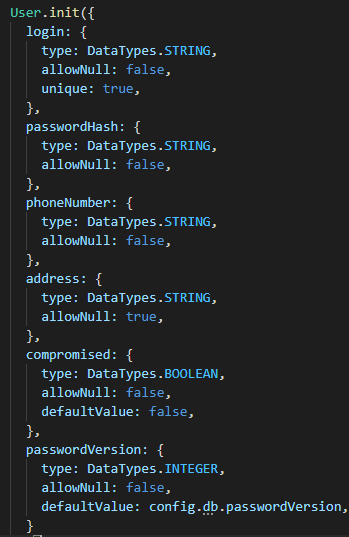 User.init({
login: {
type: DataTypes.STRING,
allowNull: false,
unique: true,
},
passwordHash: {
type: DataTypes.STRING,
allowNull: false,
},
phoneNumber: {
type: DataTypes.STRING,
allowNull: false,
},
address: {
type: DataTypes.STRING,
allowNull: true,
},
compromised: {
type: DataTypes.BOOLEAN,
allowNull: false,
defaultValue: false,
},
passwordVersion: {
type: DataTypes.INTEGER,
allowNull: false,
defaultValue: config.db.passwordVersion,
}